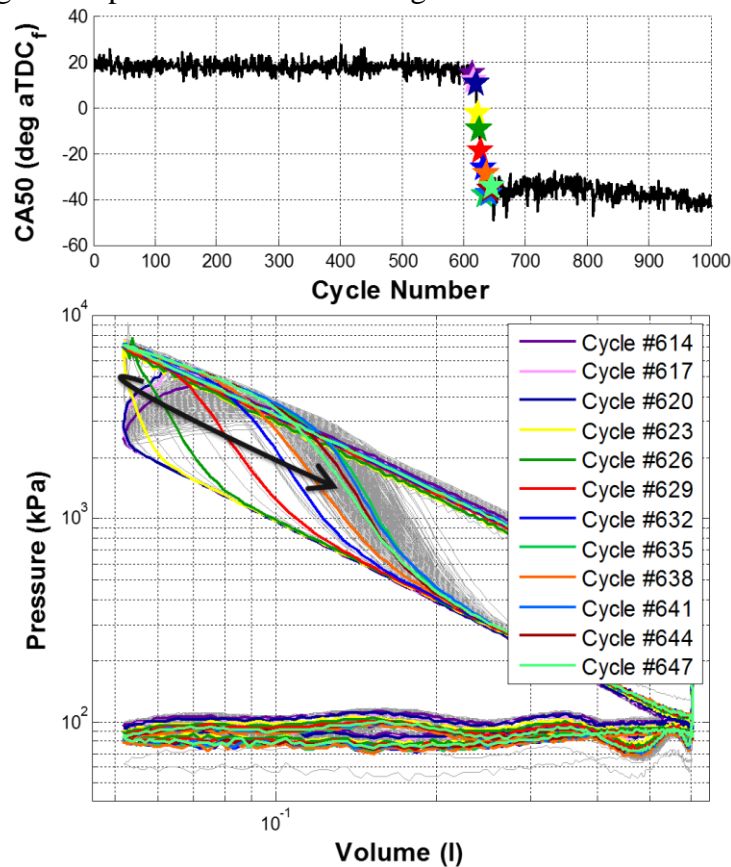 40
20
0
-20
-40
-60
CA50 (deg aTDCf)
0 100 200 300 400 500 600 700 800 900 1000
Cycle Number
10^4
10^3
10^2
Pressure (kPa)
Cycle #614
Cycle #617
Cycle #620
Cycle #623
Cycle #626
Cycle #629
Cycle #632
Cycle #635
Cycle #638
Cycle #641
Cycle #644
Cycle #647
10^-1
Volume (l)